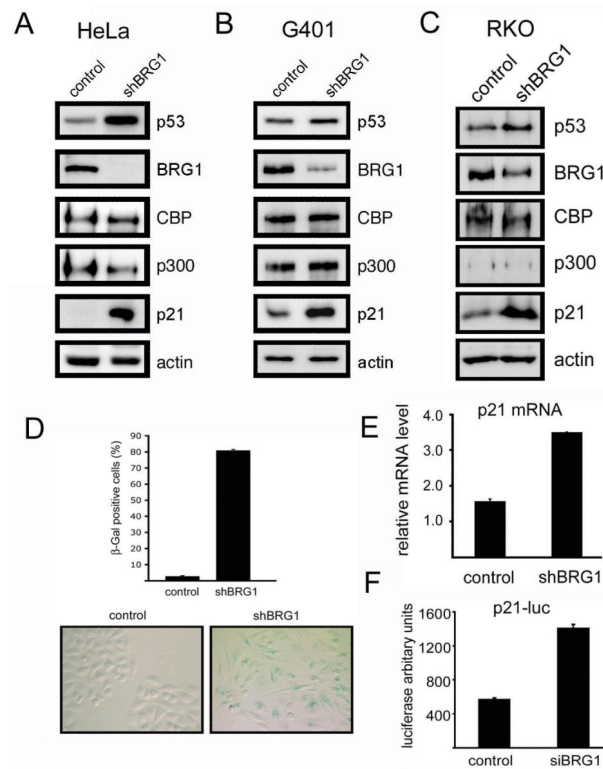 A
HeLa
control
shBRG1
p53
BRG1
CBP
p300
p21
actin
B
G401
control
shBRG1
p53
BRG1
CBP
p300
p21
actin
C
RKO
control
shBRG1
p53
BRG1
CBP
p300
p21
actin
D
β-Gal positive cells (%)
90
80
70
60
50
40
30
20
10
control
shBRG1
control
shBRG1
E
p21 mRNA
relative mRNA level
4.0
3.0
2.0
1.0
control
shBRG1
F
p21-luc
luciferase arbitary units
1600
1200
800
400
control
siBRG1